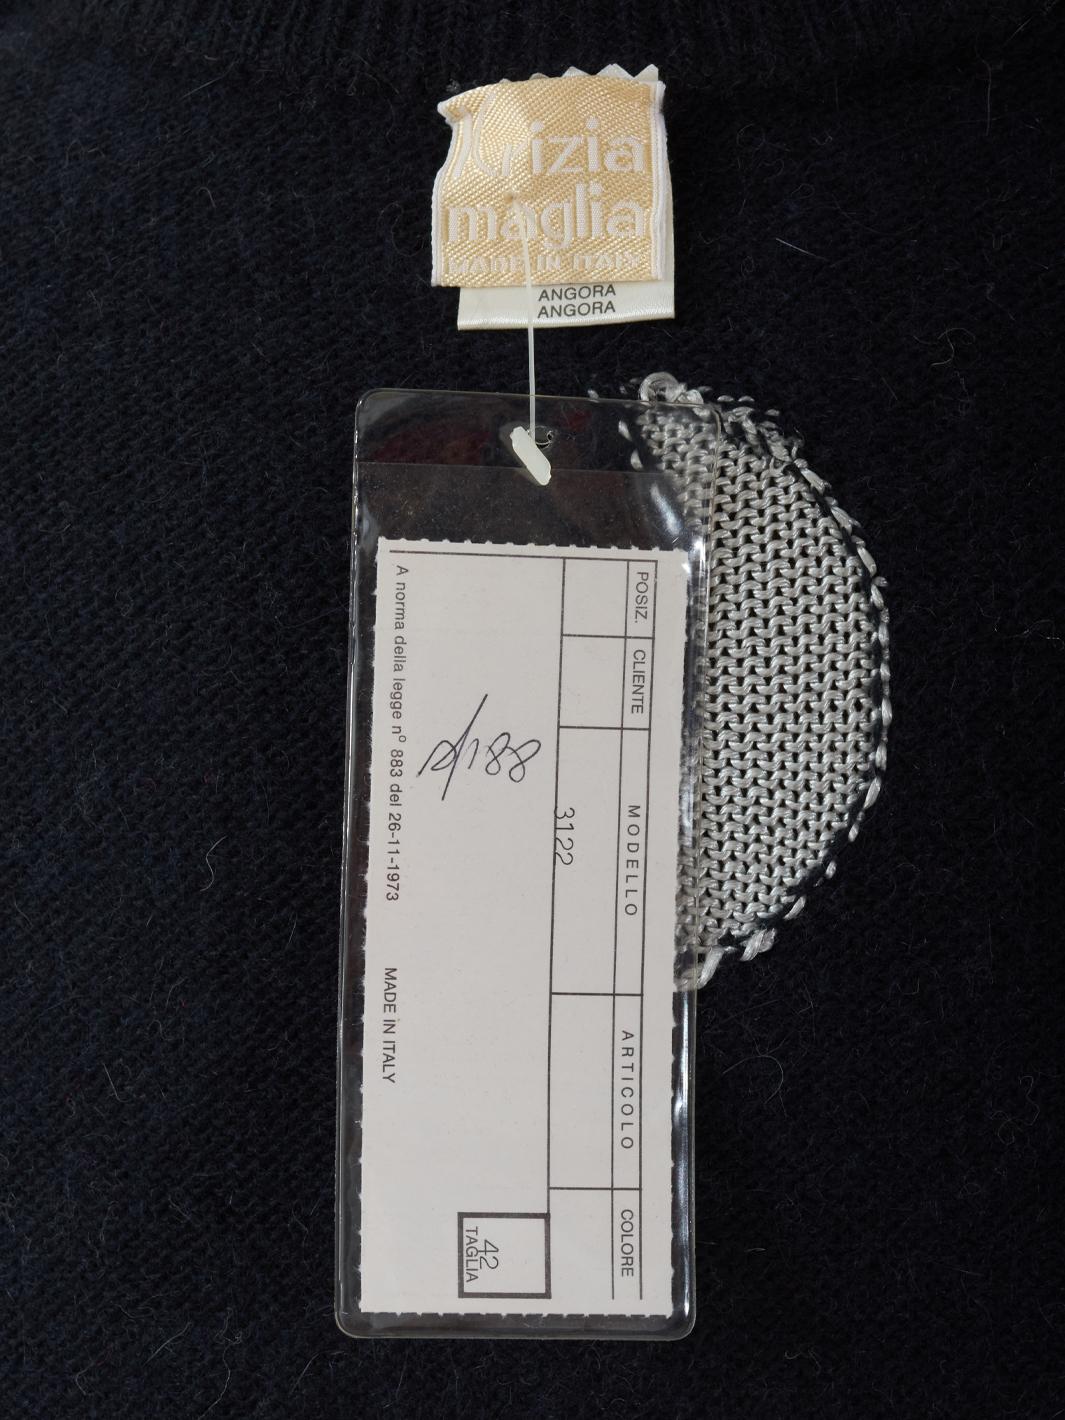 Krizia
maglia
MADE IN ITALY
ANGORA
ANGORA
POSIZ. CLIENTE MODELLO ARTICOLO COLORE
3122
42
TAGLIA
A norma della legge nº 883 del 26-11-1973 MADE IN ITALY